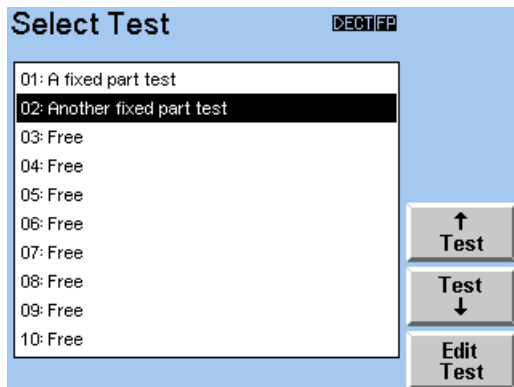 Select Test DECT FP
01: A fixed part test
02: Another fixed part test
03: Free
04: Free
05: Free
06: Free
07: Free
08: Free
09: Free
10: Free
↑
Test
Test
↓
Edit
Test